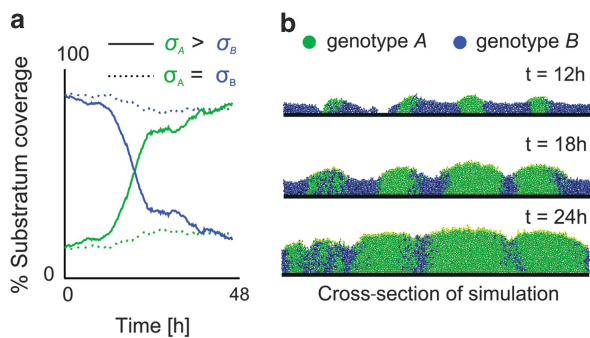 a
100
σA > σB
σA = σB
% Substratum coverage
0
0
48
Time [h]
b
genotype A
genotype B
t = 12h
t = 18h
t = 24h
Cross-section of simulation